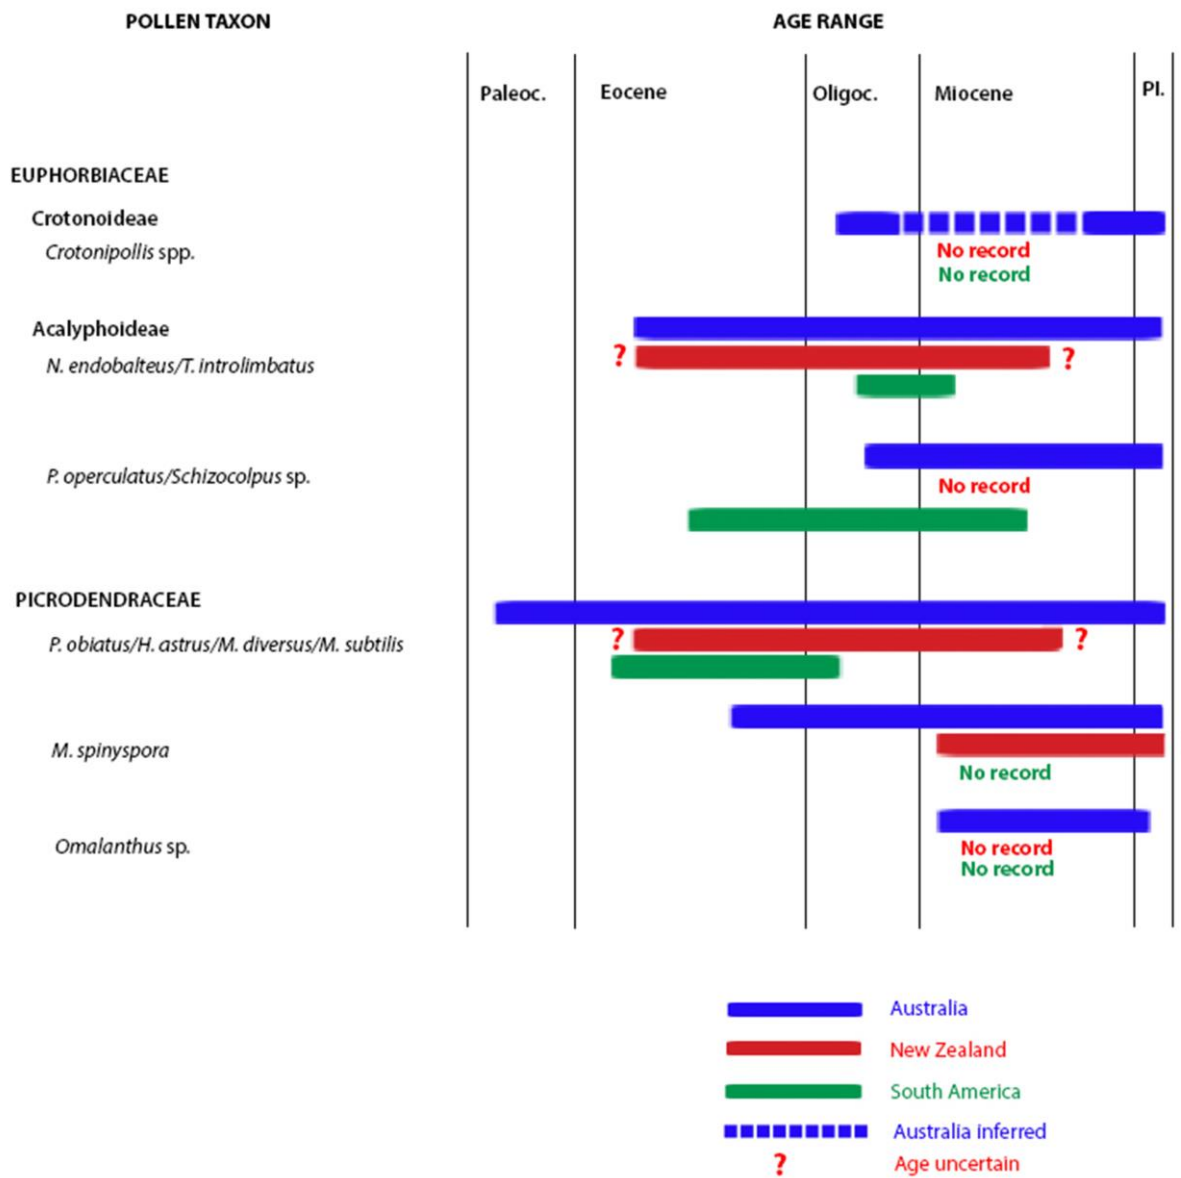 POLLEN TAXON
AGE RANGE
Paleoc.
Eocene
Oligoc.
Miocene
Pl.
EUPHORBIACEAE
Crotonoideae
Crotonipollis spp.
No record
No record
Acalyphoideae
N. endobalteus/T. introlimbatus
?
?
P. operculatus/Schizocolpus sp.
No record
PICRODENDRACEAE
P. obiatus/H. astrus/M. diversus/M. subtilis
?
?
M. spinyspora
No record
Omalanthus sp.
No record
No record
Australia
New Zealand
South America
Australia inferred
? Age uncertain